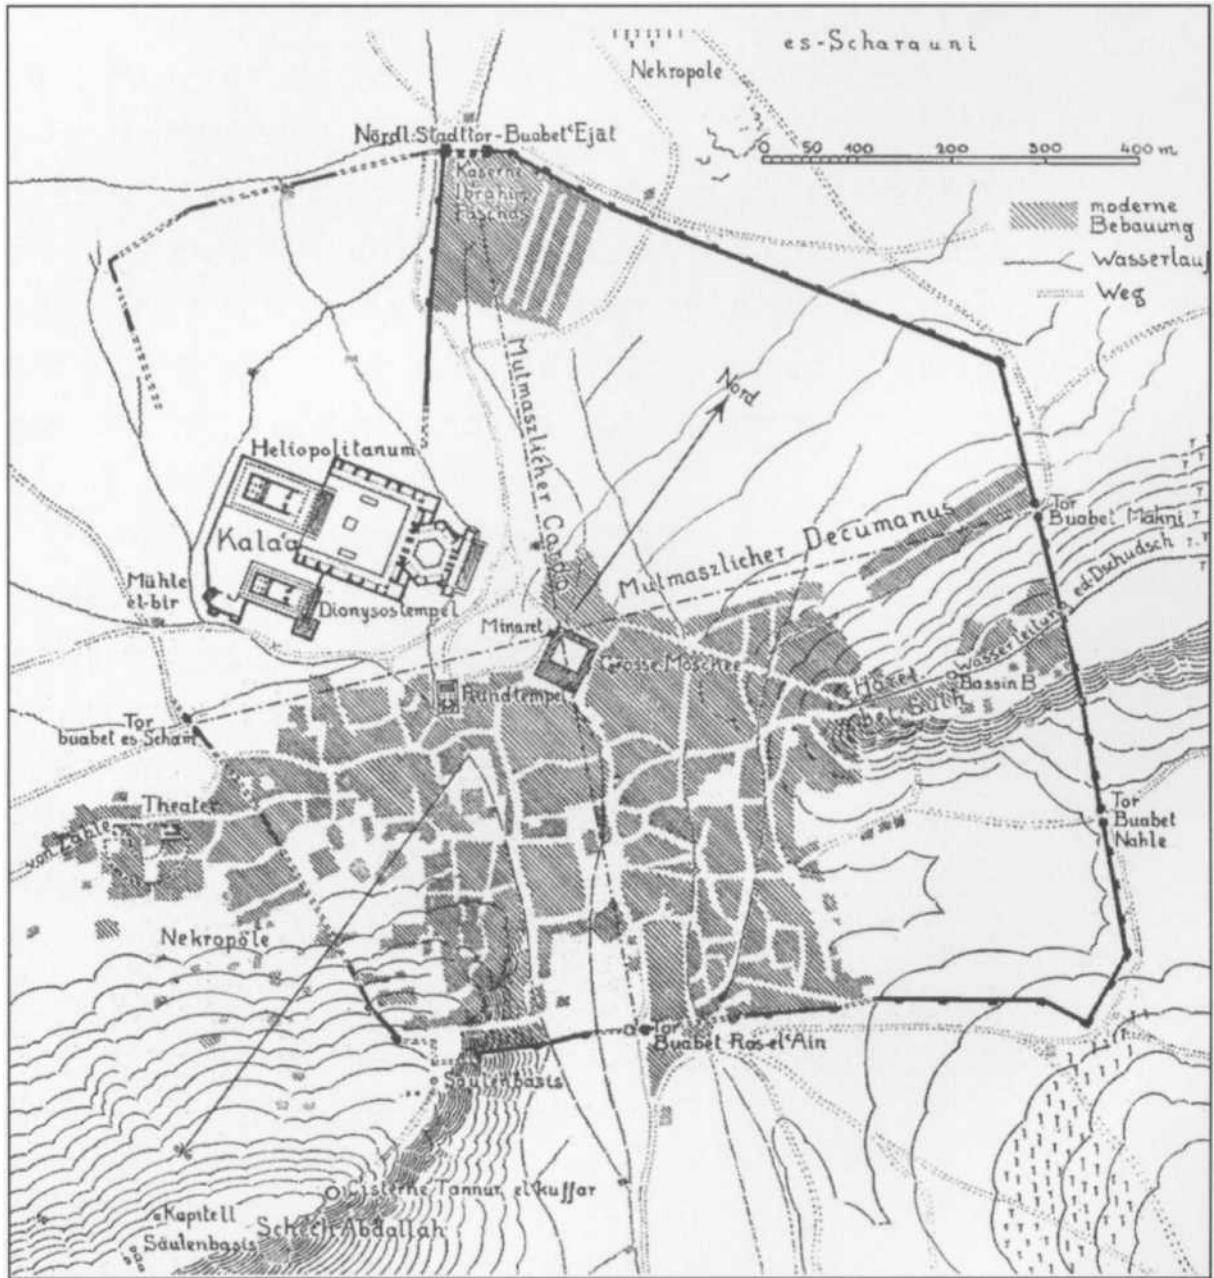 es-Scharauni
Nekropole
Nördl. Stadttor-Buabet ‘Ejat
0 50 100 200 300 400 m
Kaserne
Ibrahim
Paschas
moderne
Bebauung
Wasserlauf
Weg
Mutmaszlicher Cardo
Nord
Heliopolitanum
Kala'a
Mutmaszlicher Decumanus
Tor
Buabet Makni
Mühle
el-bir
Dionysostempel
Minaret
Grosse Moschee
Wasserleitung ed-Dschudsch
Bassin B
Rundtempel
Tor
buabet es Scham
Theater
von Zahle
Tor
Buabet
Nahle
Nekropole
Tor
Buabet Ras el ‘Ain
Säulenbasis
Cisterne Tannur el kuffar
Kapitell
Säulenbasis
Schech Abdallah